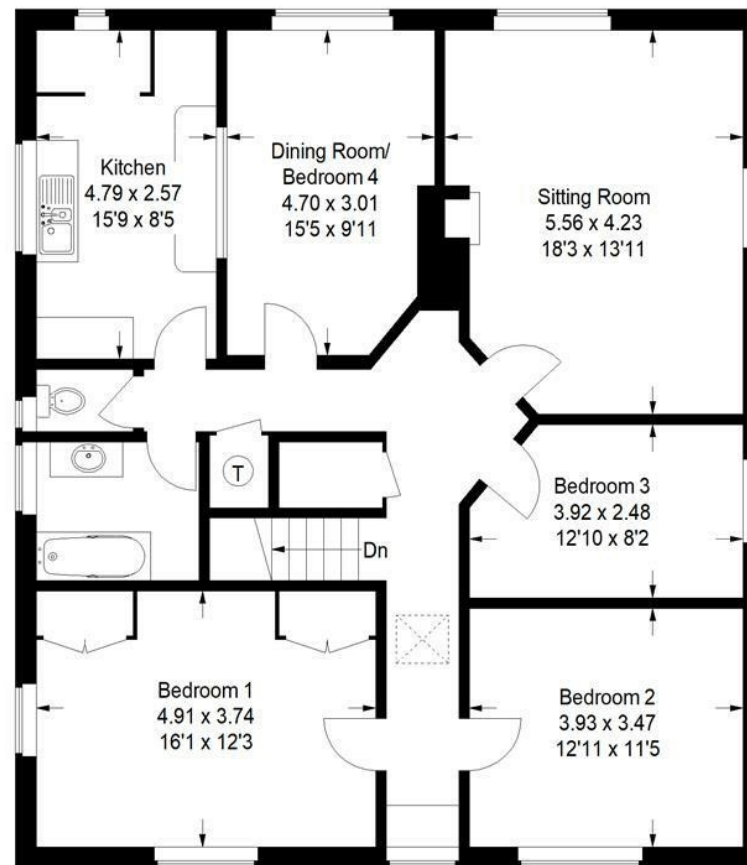 Kitchen
4.79 x 2.57
15'9 x 8'5
Dining Room/
Bedroom 4
4.70 x 3.01
15'5 x 9'11
Sitting Room
5.56 x 4.23
18'3 x 13'11
T
Dn
Bedroom 3
3.92 x 2.48
12'10 x 8'2
Bedroom 1
4.91 x 3.74
16'1 x 12'3
Bedroom 2
3.93 x 3.47
12'11 x 11'5